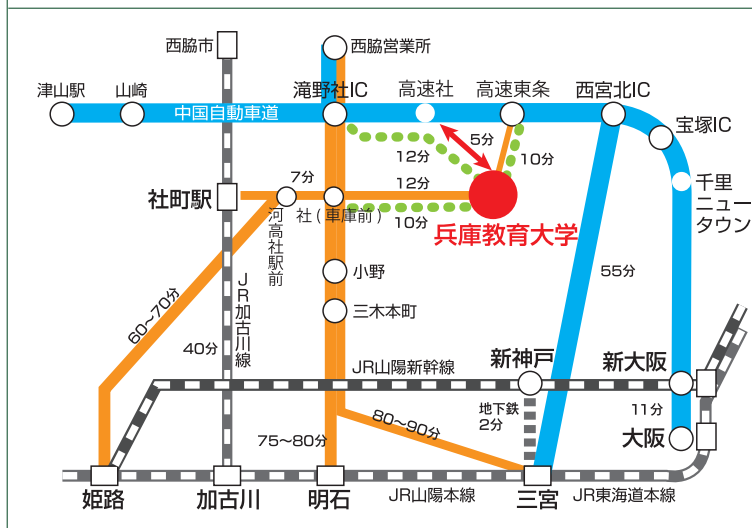 西脇市
西脇営業所
津山駅
山崎
滝野社IC
高速社
高速東条
西宮北IC
中国自動車道
宝塚IC
5分
12分
10分
千里
ニュー
タウン
7分
12分
社町駅
社(車庫前)
10分
河高社駅前
兵庫教育大学
小野
55分
三木本町
60〜70分
JR加古川線
40分
JR山陽新幹線
新神戸
新大阪
地下鉄
2分
11分
80〜90分
75〜80分
大阪
姫路
加古川
明石
JR山陽本線
三宮
JR東海道本線